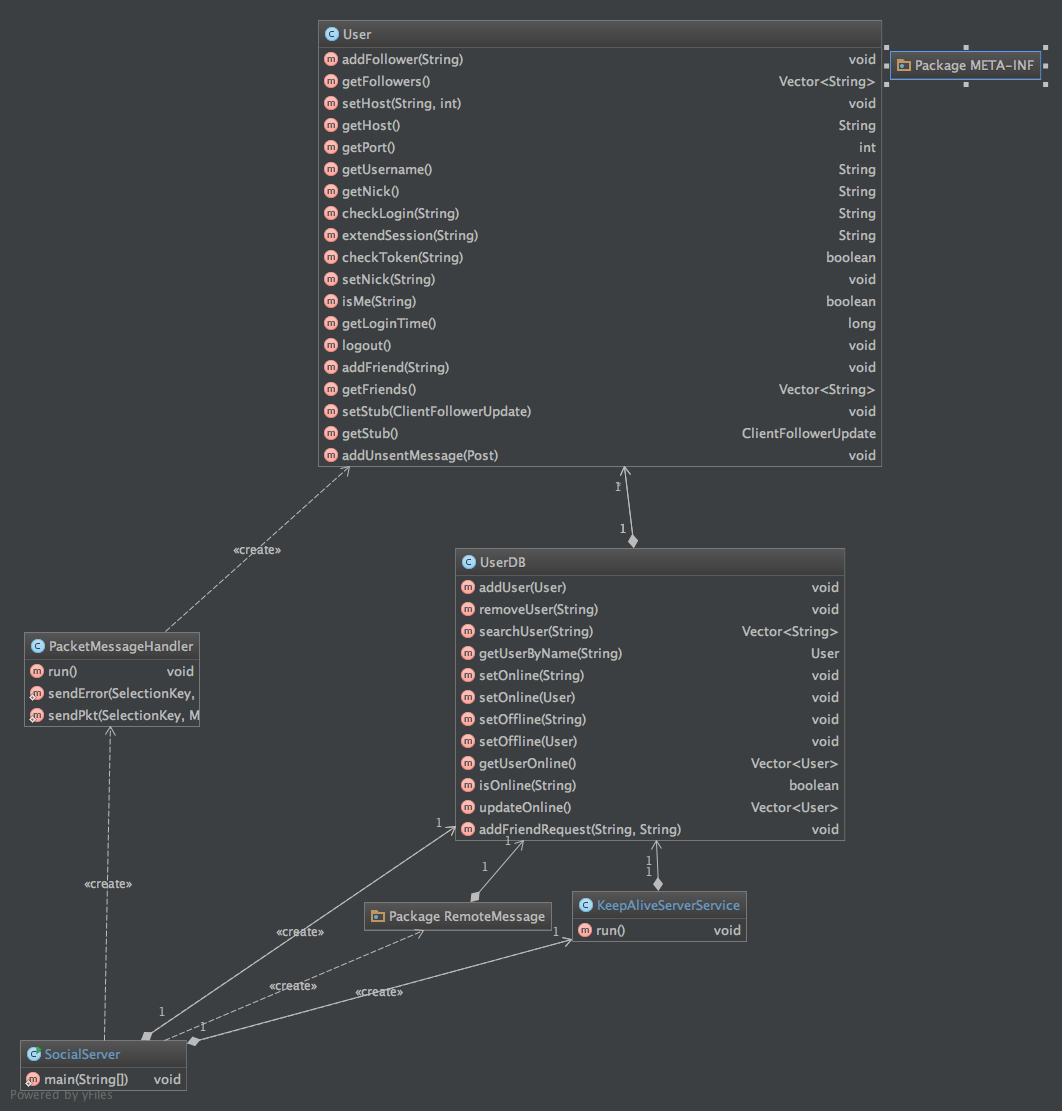 User
Package META-INF
addFollower(String) void
getFollowers() Vector<String>
setHost(String, int) void
getHost() String
getPort() int
getUsername() String
getNick() String
checkLogin(String) String
extendSession(String) String
checkToken(String) boolean
setNick(String) void
isMe(String) boolean
getLoginTime() long
logout() void
addFriend(String) void
getFriends() Vector<String>
setStub(ClientFollowerUpdate) void
getStub() ClientFollowerUpdate
addUnsentMessage(Post) void
1
«create»
UserDB
addUser(User) void
removeUser(String) void
searchUser(String) Vector<String>
getUserByName(String) User
setOnline(String) void
setOnline(User) void
setOffline(String) void
setOffline(User) void
getUserOnline() Vector<User>
isOnline(String) boolean
updateOnline() Vector<User>
addFriendRequest(String, String) void
PacketMessageHandler
run() void
sendError(SelectionKey,
sendPkt(SelectionKey, M
1
1
1
1
1
«create»
Package RemoteMessage
KeepAliveServerService
run() void
1
«create»
«create»
«create»
1
1
SocialServer
main(String[]) void
Powered by yFiles